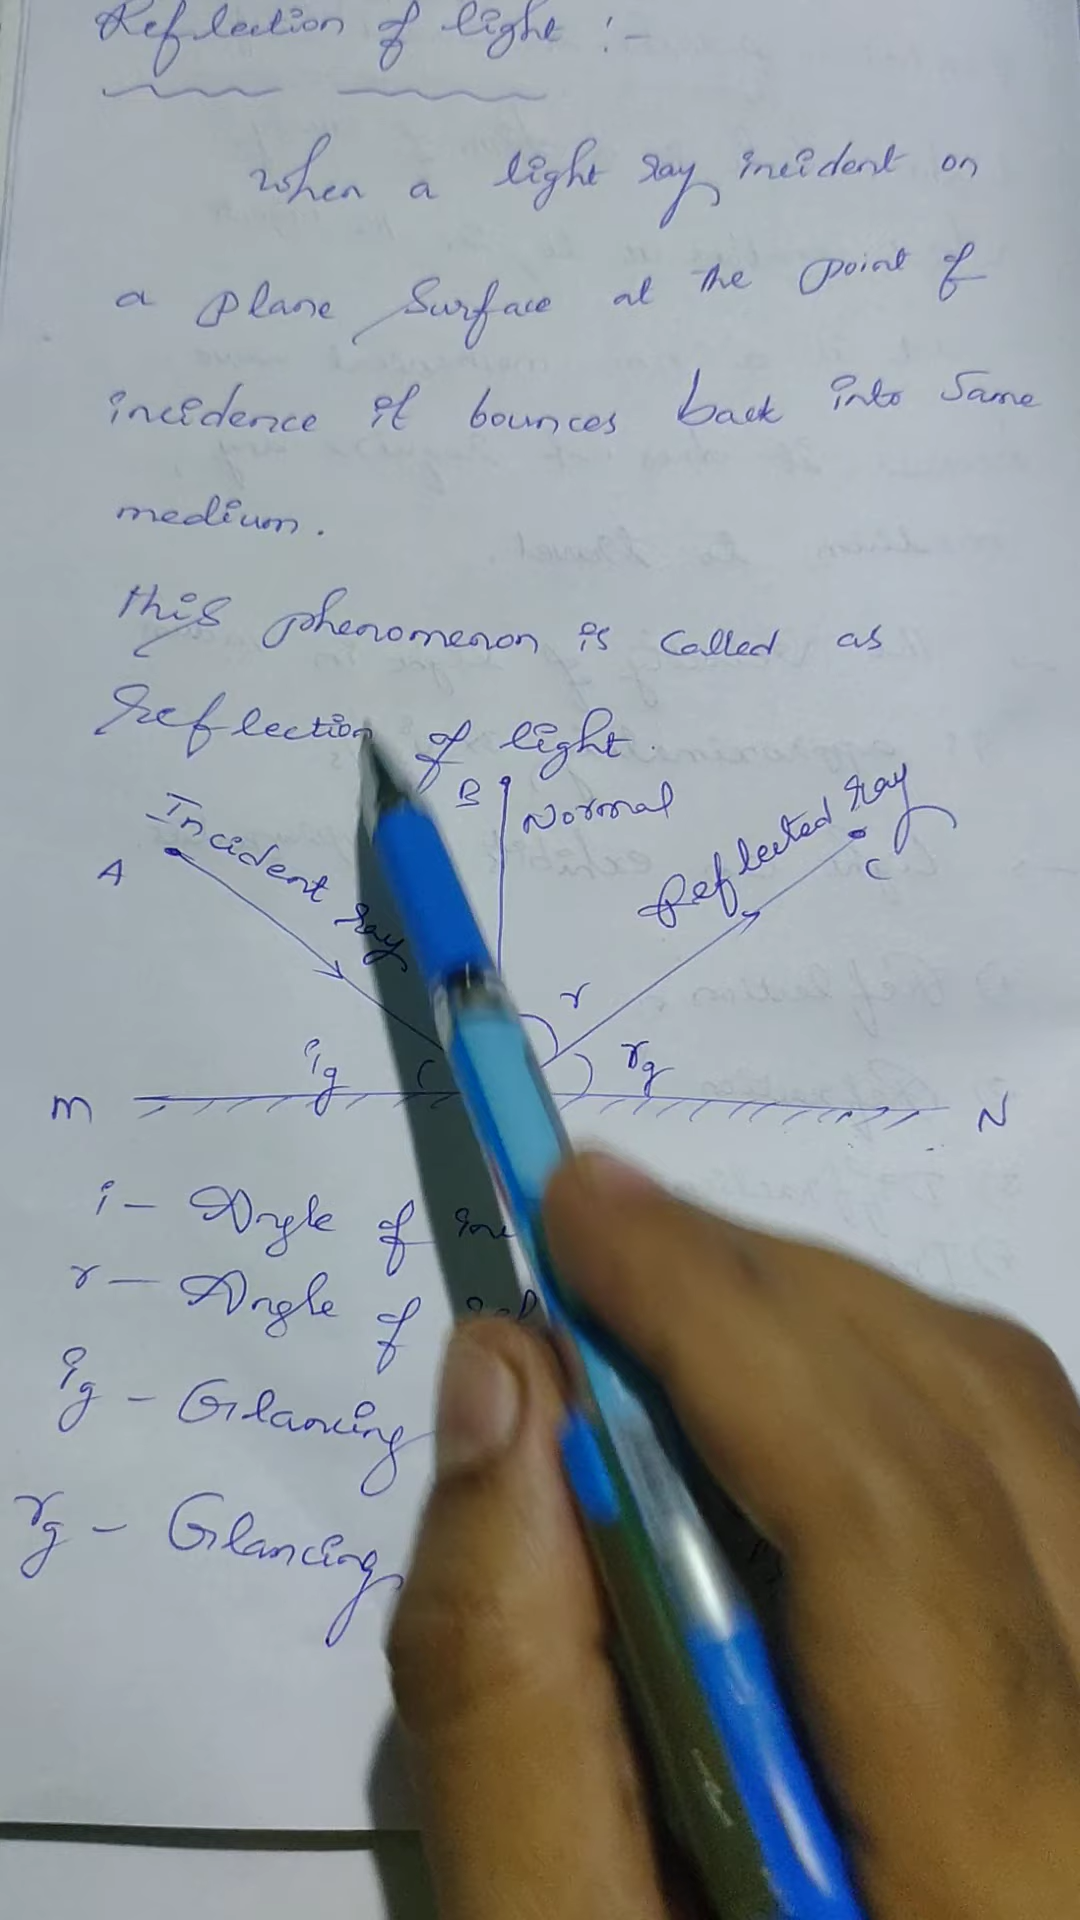 Reflection of light :-
when a light ray incident on
a plane surface at the point of
incidence it bounces back into same
medium.
this phenomenon is called as
reflection of light.
B Normal
Incident ray
Reflected ray
A
C
r
ig
rg
M
N
i - Angle of
r - Angle of
ig - Glancing
rg - Glancing